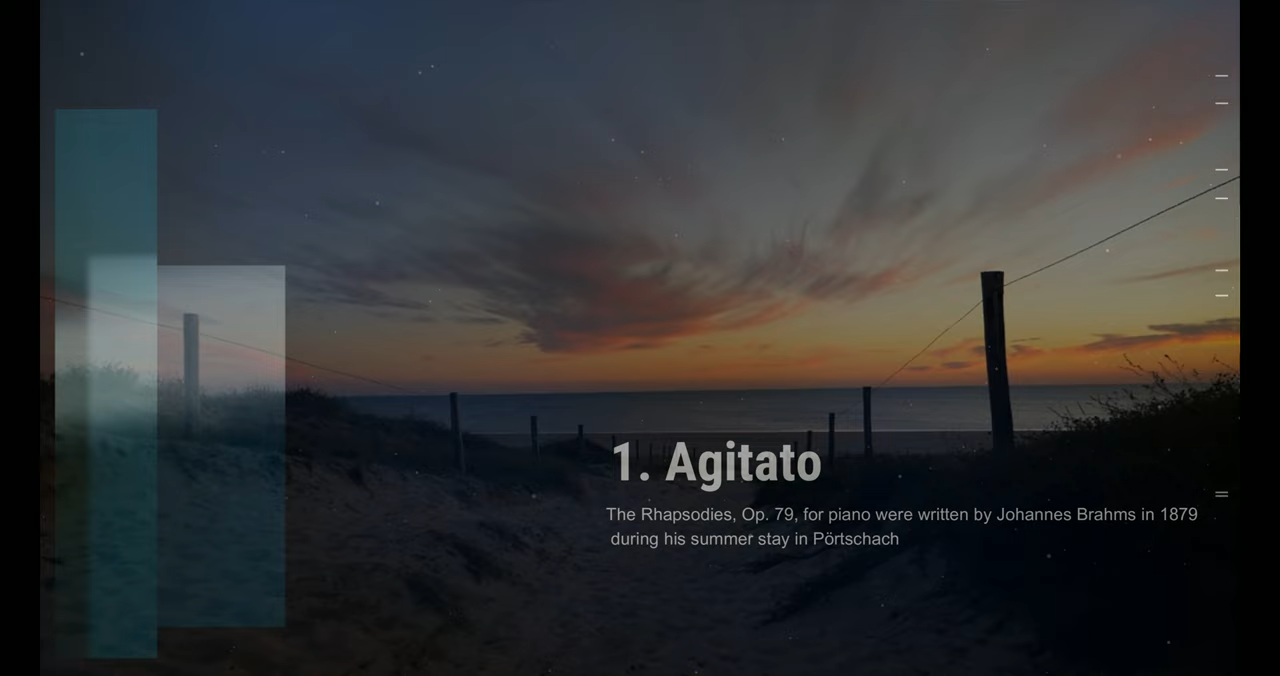 1. Agitato
The Rhapsodies, Op. 79, for piano were written by Johannes Brahms in 1879
during his summer stay in Pörtschach